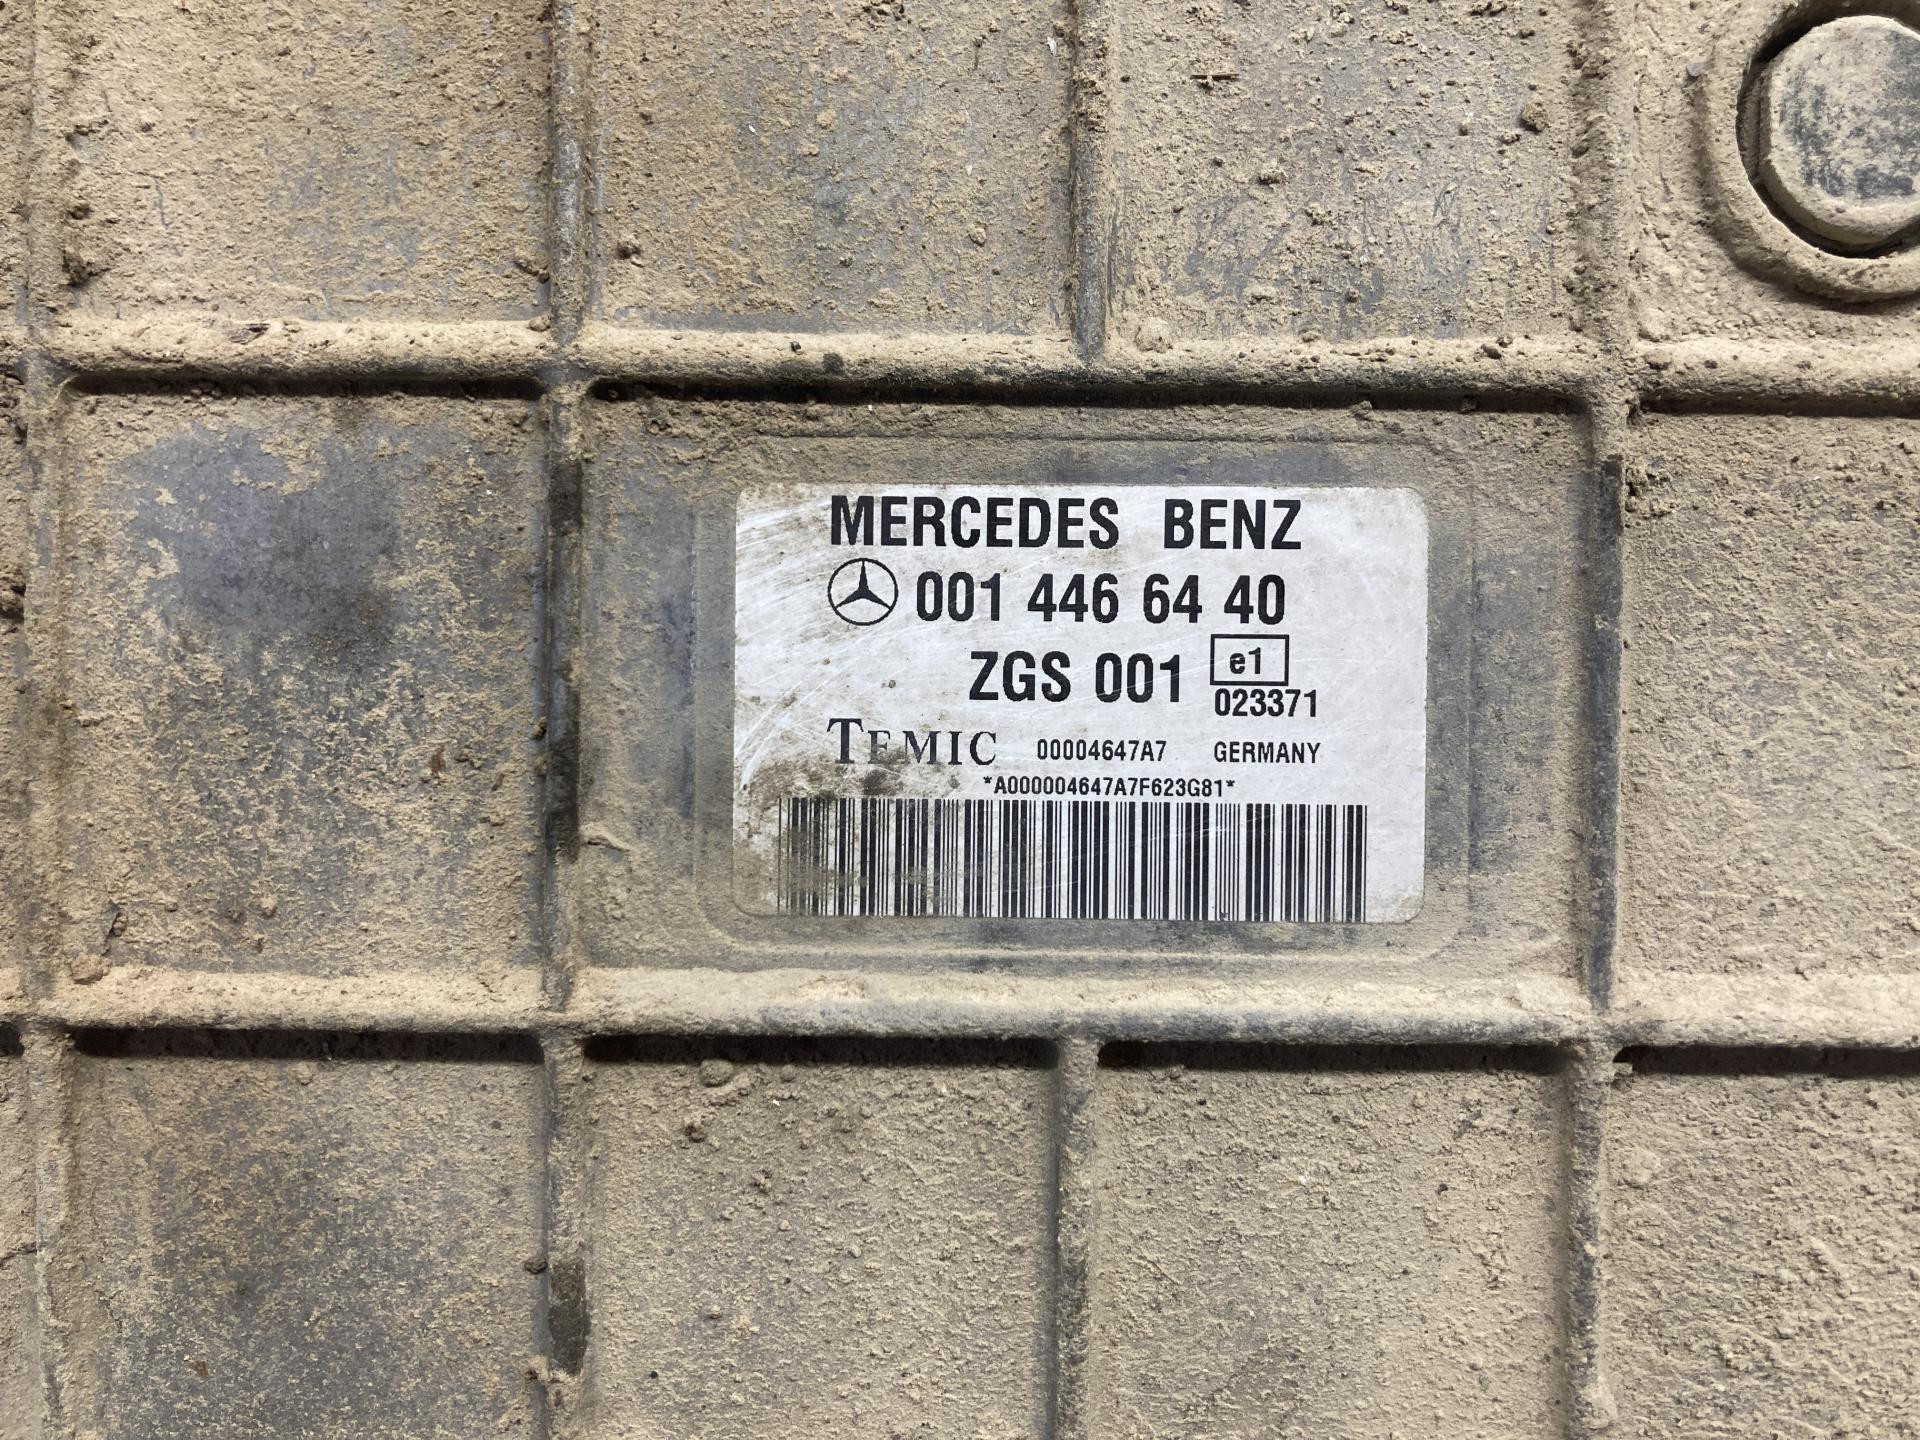 MERCEDES BENZ
001 446 64 40
ZGS 001 e1
023371
TEMIC 00004647A7 GERMANY
*A000004647A7F623G81*